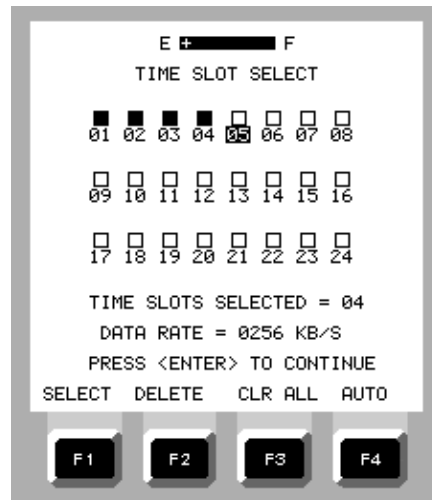 E + F
TIME SLOT SELECT
01 02 03 04 05 06 07 08
09 10 11 12 13 14 15 16
17 18 19 20 21 22 23 24
TIME SLOTS SELECTED = 04
DATA RATE = 0256 KB/S
PRESS <ENTER> TO CONTINUE
SELECT DELETE CLR ALL AUTO
F1 F2 F3 F4